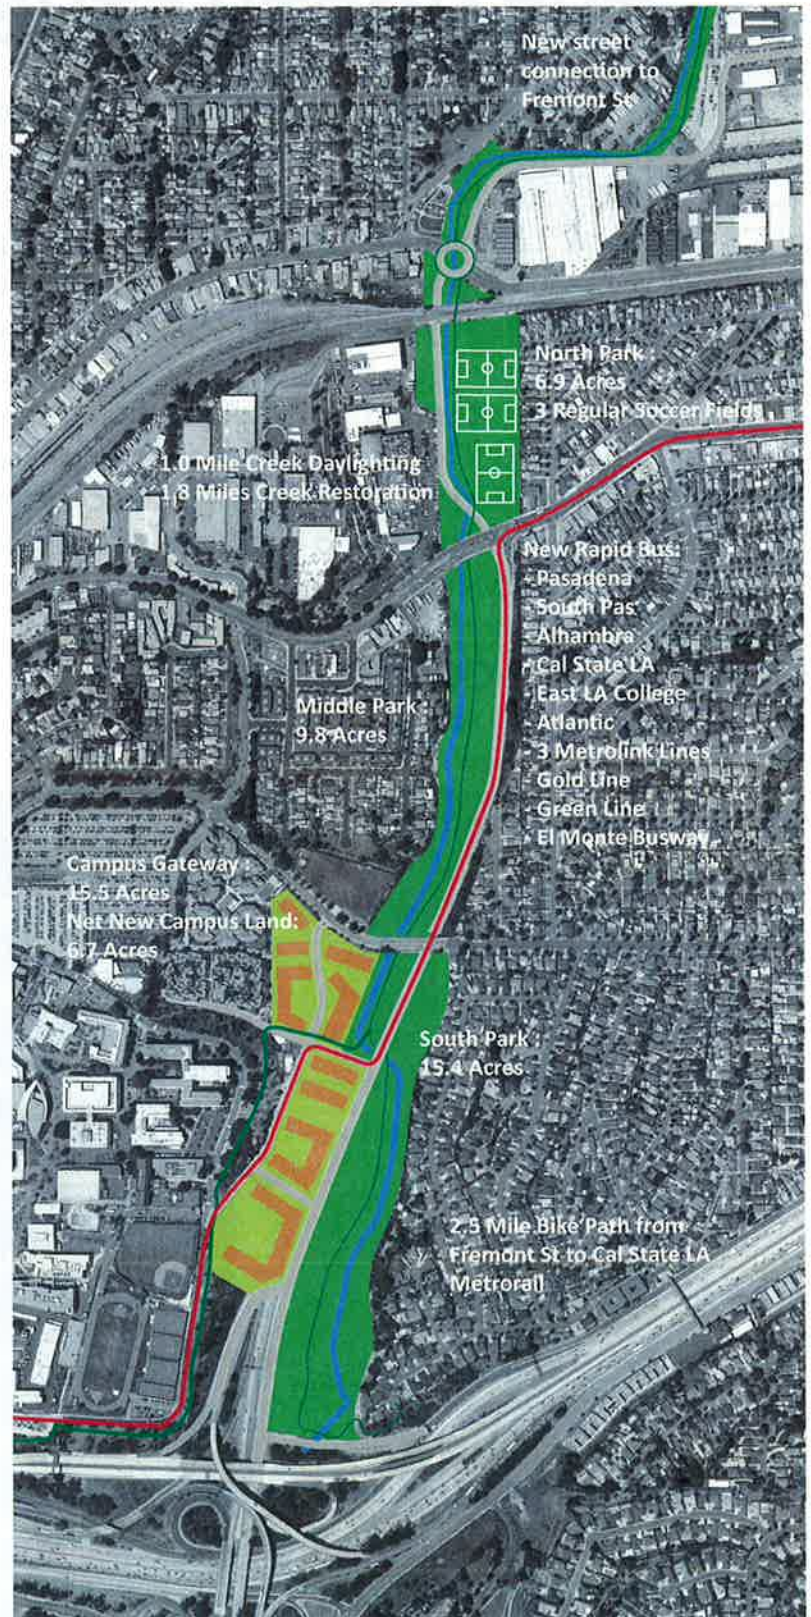 New street
connection to
Fremont St
North Park :
6.9 Acres
3 Regular Soccer Fields
1.0 Mile Creek Daylighting
1.8 Miles Creek Restoration
New Rapid Bus:
- Pasadena
- South Pas
- Alhambra
- Cal State LA
- East LA College
- Atlantic
- 3 Metrolink Lines
- Gold Line
- Green Line
- El Monte Busway
Middle Park :
9.8 Acres
Campus Gateway :
15.5 Acres
Net New Campus Land:
6.7 Acres
South Park :
15.4 Acres
2.5 Mile Bike Path from
Fremont St to Cal State LA
Metrorail